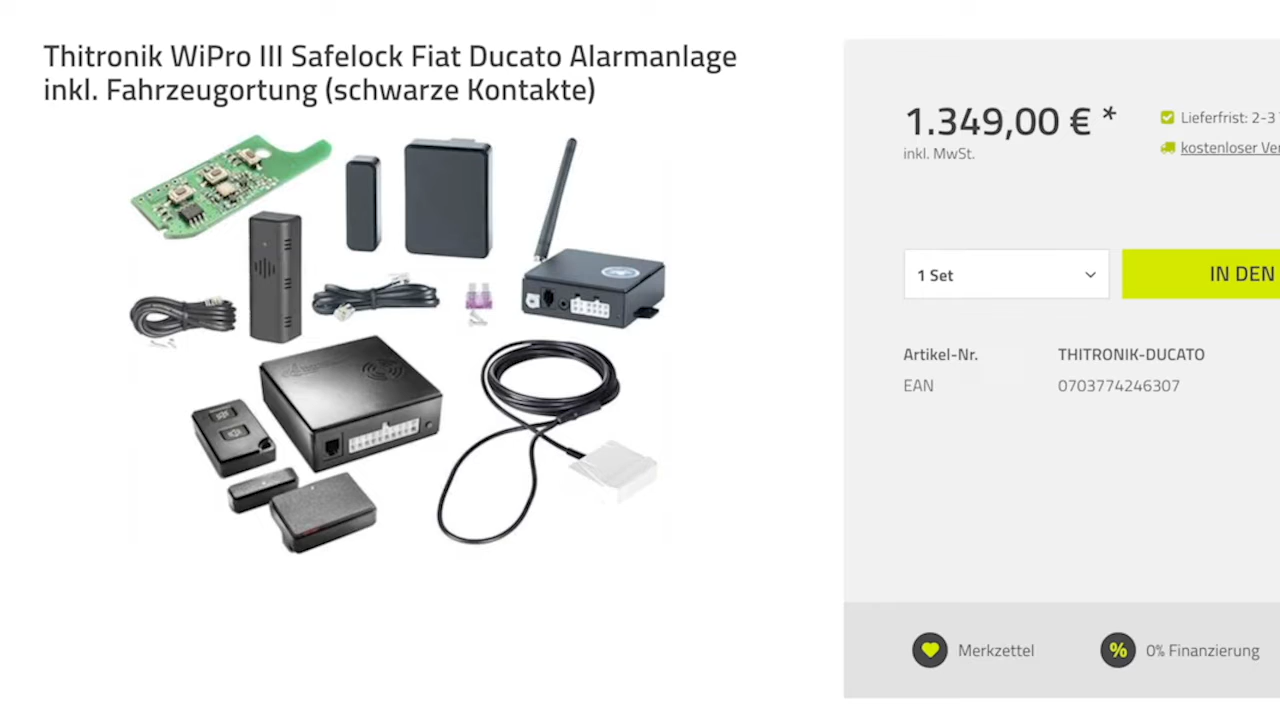 Thitronik WiPro III Safelock Fiat Ducato Alarmanlage
inkl. Fahrzeugortung (schwarze Kontakte)
1.349,00 € *
inkl. MwSt.
Lieferfrist: 2-3
kostenloser
1 Set
IN DEN
Artikel-Nr. THITRONIK-DUCATO
EAN 0703774246307
Merkzettel
% 0% Finanzierung